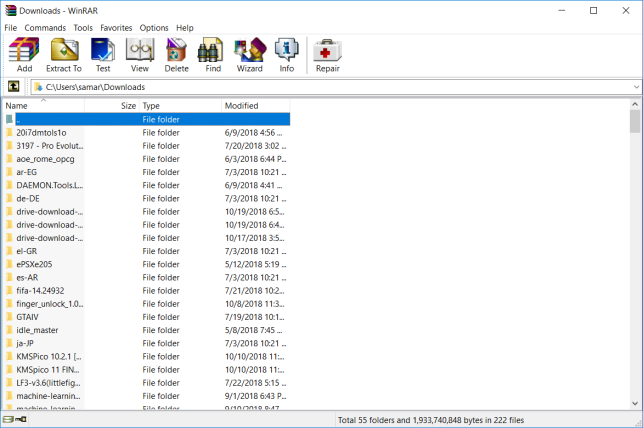 Downloads - WinRAR
File Commands Tools Favorites Options Help
Add Extract To Test View Delete Find Wizard Info Repair
C:\Users\samar\Downloads
Name Size Type Modified
.. File folder
20i7dmtols1o File folder 6/9/2018 4:56 ...
3197 - Pro Evolut... File folder 7/20/2018 3:02 ...
aoe_rome_opcg File folder 6/3/2018 6:44 P...
ar-EG File folder 7/3/2018 10:21 ...
DAEMON.Tools.L... File folder 6/9/2018 4:41 ...
de-DE File folder 7/3/2018 10:21 ...
drive-download-... File folder 10/19/2018 6:5...
drive-download-... File folder 10/19/2018 6:4...
drive-download-... File folder 10/17/2018 3:5...
el-GR File folder 7/3/2018 10:21 ...
ePSXe205 File folder 5/12/2018 5:19 ...
es-AR File folder 7/3/2018 10:21 ...
fifa-14.24932 File folder 7/21/2018 10:2...
finger_unlock_1.0... File folder 10/8/2018 11:3...
GTAIV File folder 7/19/2018 10:1...
idle_master File folder 5/8/2018 7:45 ...
ja-JP File folder 7/3/2018 10:21 ...
KMSPico 10.2.1 [... File folder 10/10/2018 11:...
KMSpico 11 FIN... File folder 10/10/2018 11:...
LF3-v3.6(littlefig... File folder 7/22/2018 5:15 ...
machine-learnin... File folder 9/1/2018 6:43 P...
machine-learnin... File folder 9/10/2018 8:47 ...
Total 55 folders and 1,933,740,848 bytes in 222 files